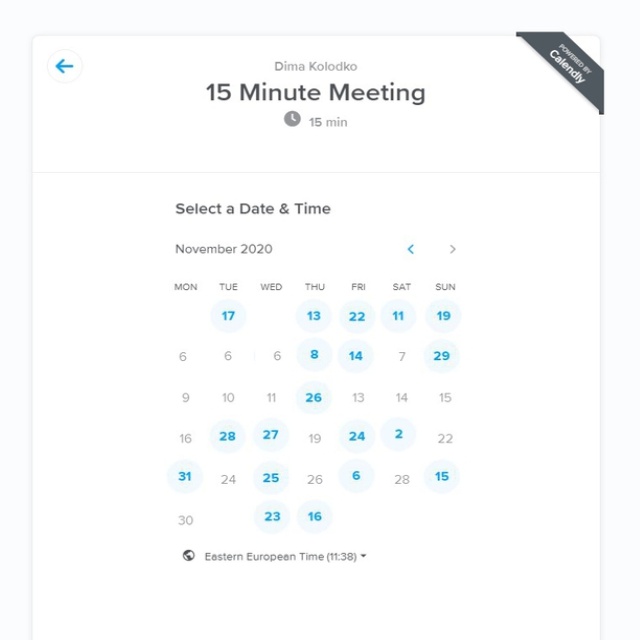 Dima Kolodko
POWERED BY
Calendly
15 Minute Meeting
15 min
Select a Date & Time
November 2020
MON TUE WED THU FRI SAT SUN
17 13 22 11 19
6 6 6 8 14 7 29
9 10 11 26 13 14 15
16 28 27 19 24 2 22
31 24 25 26 6 28 15
30 23 16
Eastern European Time (11:38)